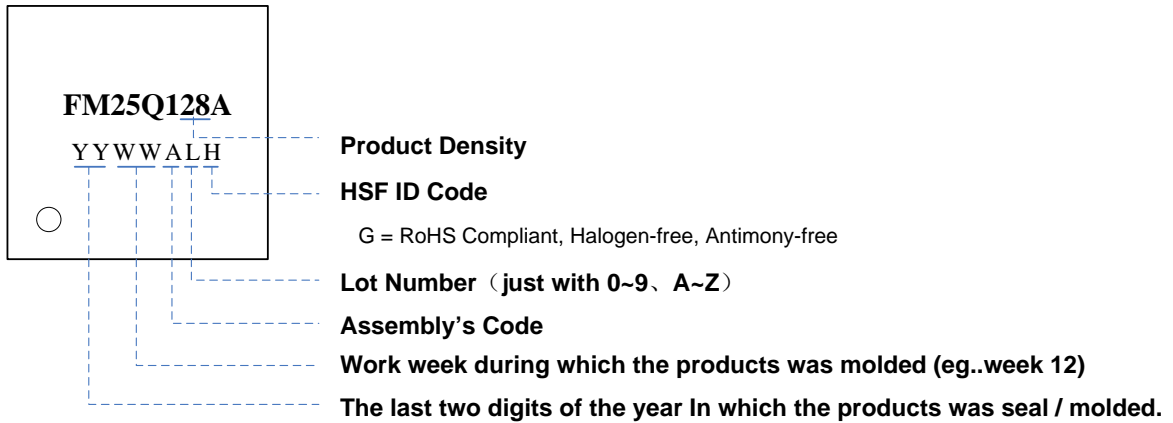 FM25Q128A
YYWWALH
Product Density
HSF ID Code
G = RoHS Compliant, Halogen-free, Antimony-free
Lot Number（just with 0~9、A~Z）
Assembly's Code
Work week during which the products was molded (eg..week 12)
The last two digits of the year In which the products was seal / molded.